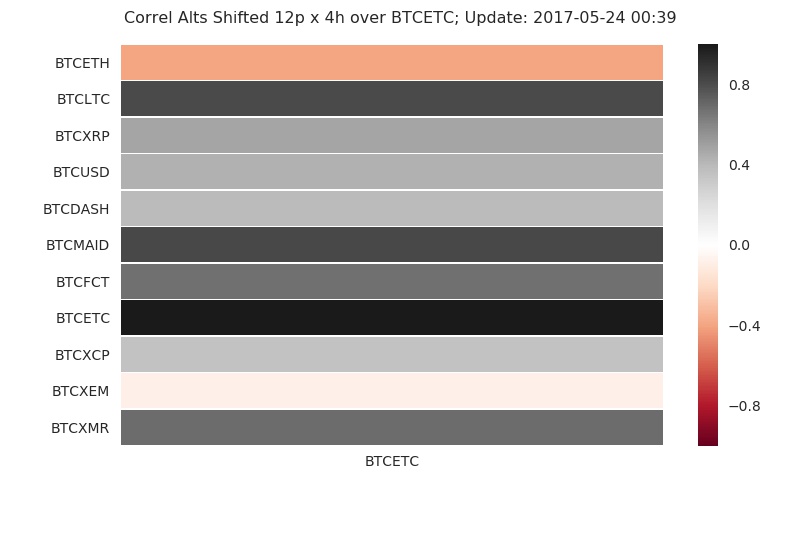 Correl Alts Shifted 12p x 4h over BTCETC; Update: 2017-05-24 00:39
BTCETH
BTCLTC
BTCXRP
BTCUSD
BTCDASH
BTCMAID
BTCFCT
BTCETC
BTCXCP
BTCXEM
BTCXMR
BTCETC
0.8
0.4
0.0
−0.4
−0.8